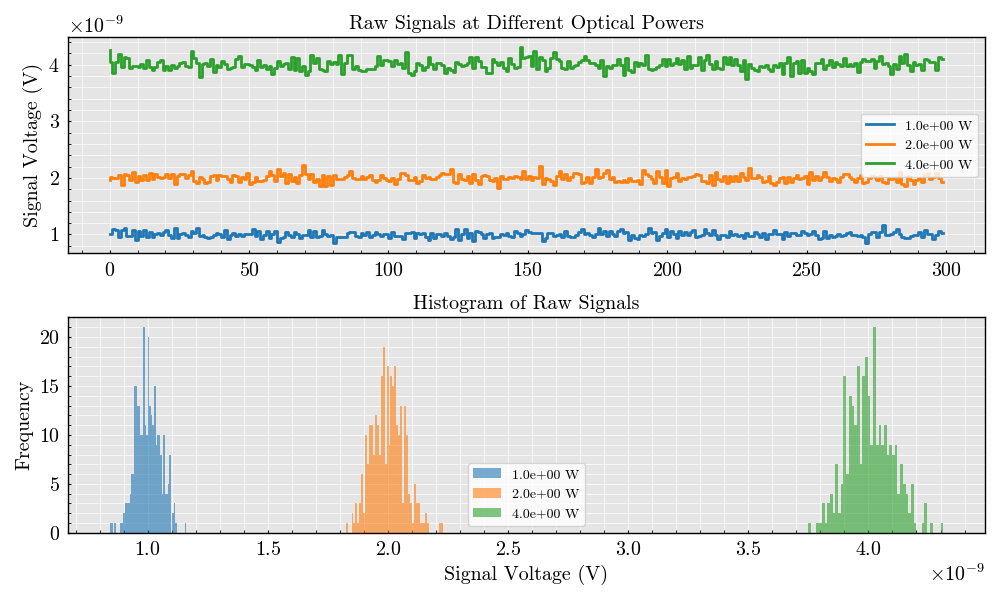 Raw Signals at Different Optical Powers
×10⁻⁹
Signal Voltage (V)
4
3
2
1
1.0e+00 W
2.0e+00 W
4.0e+00 W
0 50 100 150 200 250 300
Histogram of Raw Signals
Frequency
20
15
10
5
0
1.0e+00 W
2.0e+00 W
4.0e+00 W
1.0 1.5 2.0 2.5 3.0 3.5 4.0
Signal Voltage (V)
×10⁻⁹